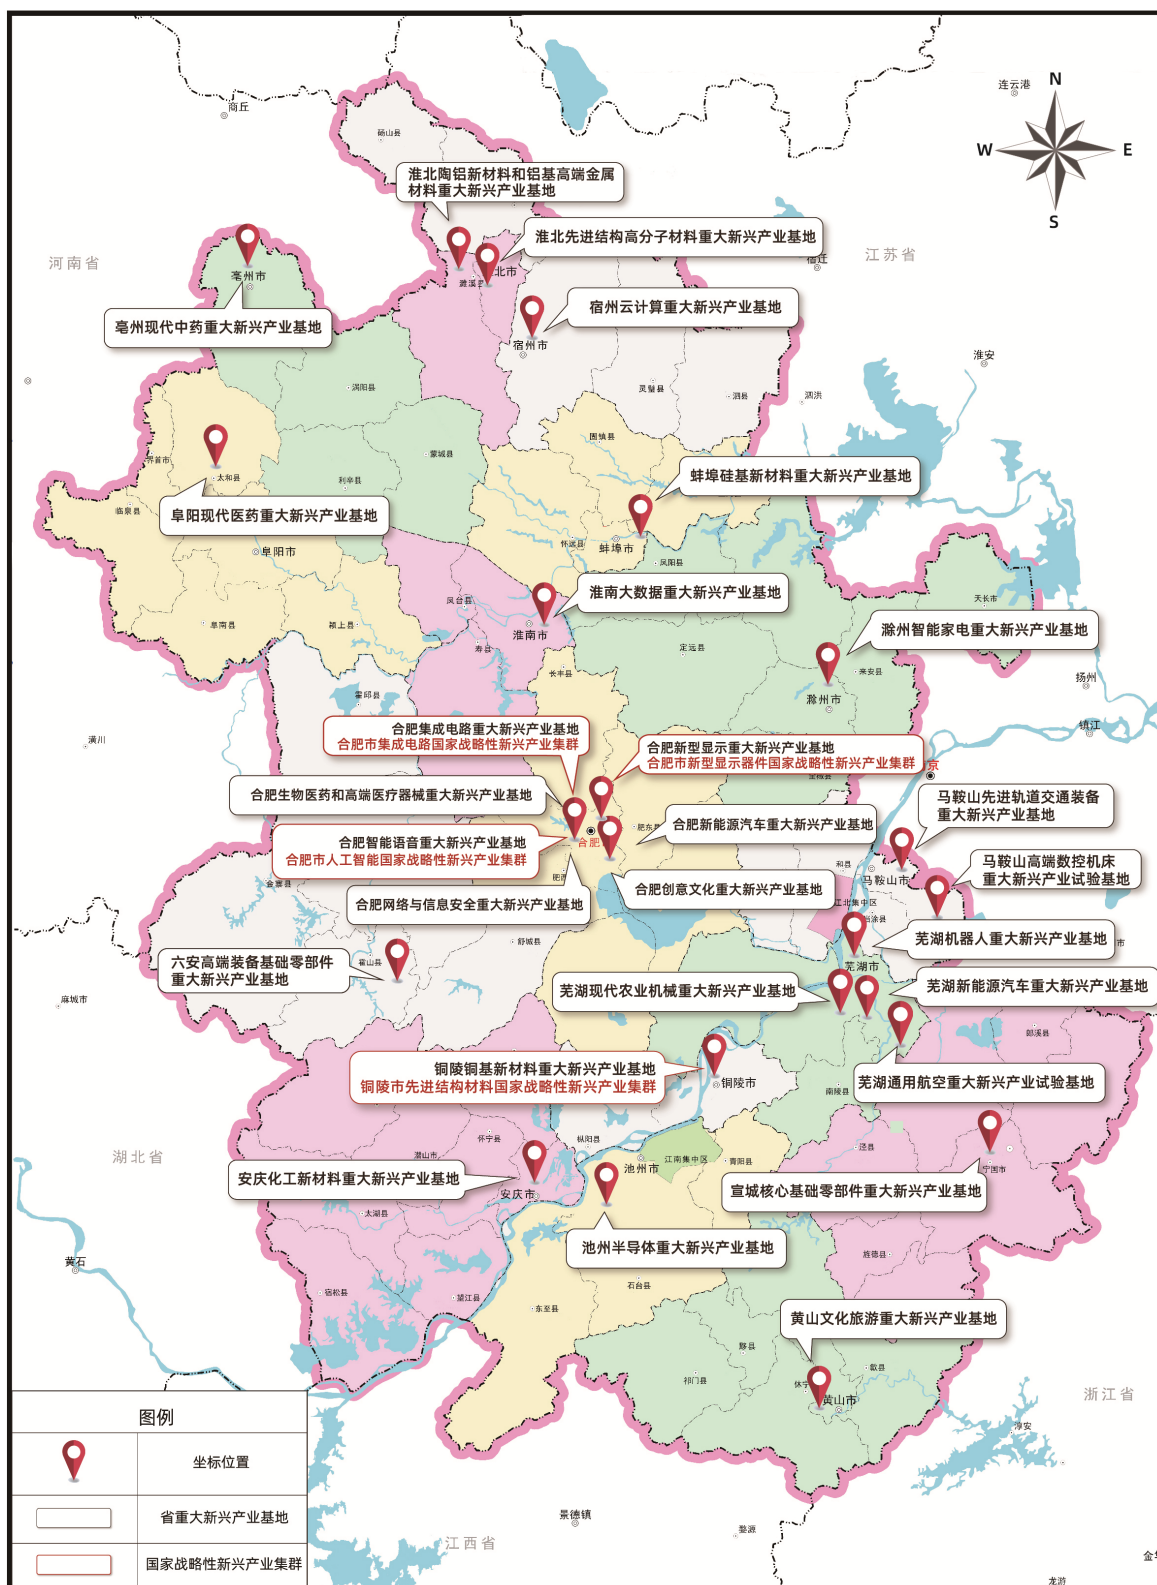 连云港
N
商丘
砀山县
W
E
淮北陶铝新材料和铝基高端金属
材料重大新兴产业基地
S
淮北先进结构高分子材料重大新兴产业基地
江苏省
河南省
宿迁
北市
亳州市
濉溪县
宿州云计算重大新兴产业基地
亳州现代中药重大新兴产业基地
宿州市
淮安
涡阳县
灵璧县
泗县
泗洪
固镇县
蒙城县
界首市
太和县
利辛县
蚌埠硅基新材料重大新兴产业基地
临泉县
阜阳现代医药重大新兴产业基地
阜阳市
怀远县
蚌埠市
凤阳县
淮南大数据重大新兴产业基地
凤台县
天长市
阜南县
颍上县
淮南市
滁州智能家电重大新兴产业基地
寿县
定远县
长丰县
来安县
扬州
霍邱县
滁州市
镇江
潢川
合肥集成电路重大新兴产业基地
合肥市集成电路国家战略性新兴产业集群
合肥新型显示重大新兴产业基地
合肥市新型显示器件国家战略性新兴产业集群
京
全椒县
合肥生物医药和高端医疗器械重大新兴产业基地
马鞍山先进轨道交通装备
重大新兴产业基地
合肥新能源汽车重大新兴产业基地
肥东县
合肥
合肥智能语音重大新兴产业基地
合肥市人工智能国家战略性新兴产业集群
和县
马鞍山市
马鞍山高端数控机床
重大新兴产业试验基地
肥西
金寨县
合肥创意文化重大新兴产业基地
合肥网络与信息安全重大新兴产业基地
江北集中区
当涂县
舒城县
芜湖机器人重大新兴产业基地
市
霍山县
六安高端装备基础零部件
重大新兴产业基地
芜湖市
芜湖现代农业机械重大新兴产业基地
芜湖新能源汽车重大新兴产业基地
麻城市
郎溪县
铜陵铜基新材料重大新兴产业基地
铜陵市先进结构材料国家战略性新兴产业集群
铜陵市
芜湖通用航空重大新兴产业试验基地
南陵县
怀宁县
枞阳县
泾县
湖北省
潜山市
池州市
江南集中区
青阳县
宁国市
安庆化工新材料重大新兴产业基地
安庆市
宣城核心基础零部件重大新兴产业基地
太湖县
池州半导体重大新兴产业基地
旌德县
黄石
石台县
宿松县
望江县
东至县
黄山文化旅游重大新兴产业基地
黟县
歙县
祁门县
休宁
黄山市
浙江省
图例
淳安
坐标位置
省重大新兴产业基地
景德镇
婺源
江西省
国家战略性新兴产业集群
金华
龙游